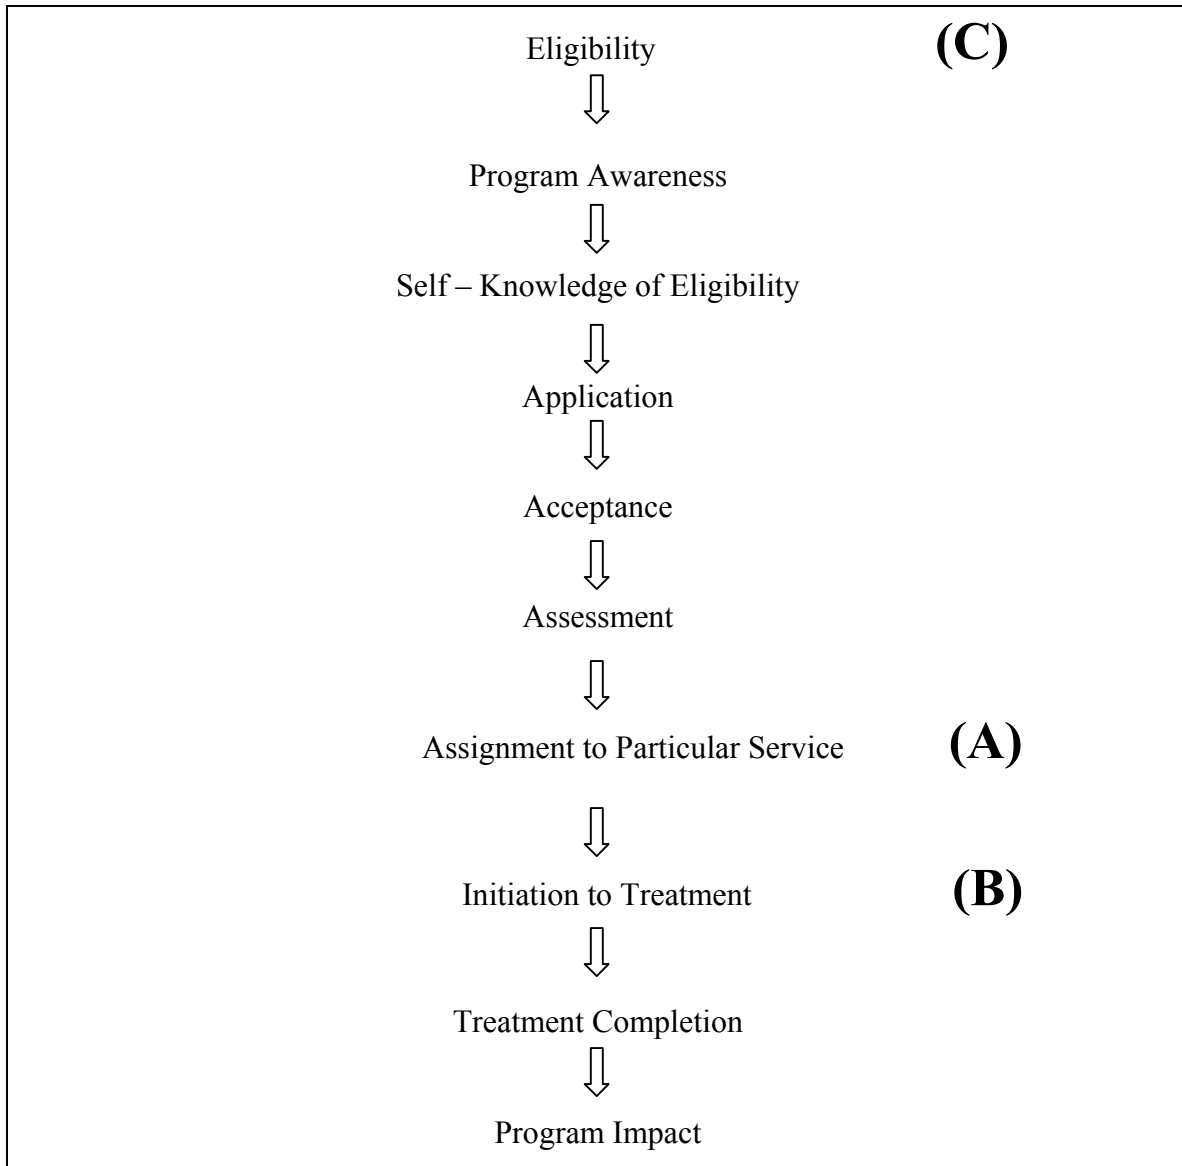 Eligibility (C)
Program Awareness
Self – Knowledge of Eligibility
Application
Acceptance
Assessment
Assignment to Particular Service (A)
Initiation to Treatment (B)
Treatment Completion
Program Impact